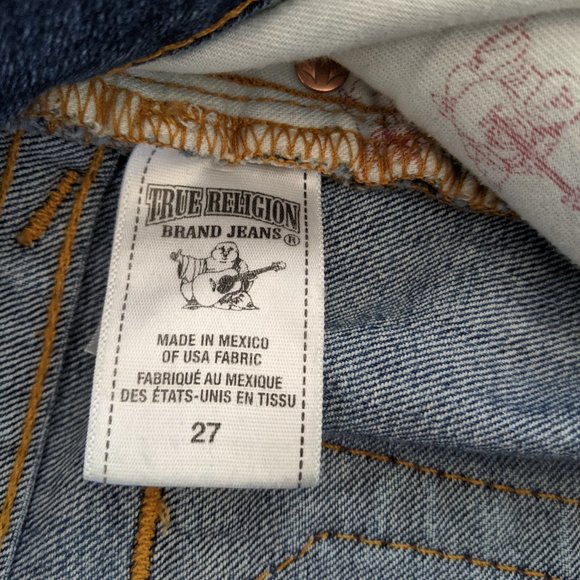 TRUE RELIGION
BRAND JEANS®
MADE IN MEXICO
OF USA FABRIC
FABRIQUÉ AU MEXIQUE
DES ÉTATS-UNIS EN TISSU
27